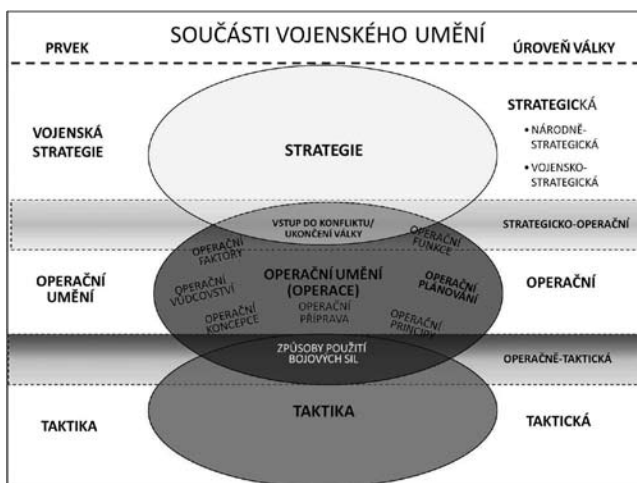 SOUČÁSTI VOJENSKÉHO UMĚNÍ
PRVEK
ÚROVEŇ VÁLKY
VOJENSKÁ
STRATEGIE
STRATEGIE
STRATEGICKÁ
• NÁRODNĚ-
STRATEGICKÁ
• VOJENSKO-
STRATEGICKÁ
VSTUP DO KONFLIKTU/
UKONČENÍ VÁLKY
STRATEGICKO-OPERAČNÍ
OPERAČNÍ
FAKTORY
OPERAČNÍ
FUNKCE
OPERAČNÍ
UMĚNÍ
OPERAČNÍ
VŮDCOVSTVÍ
OPERAČNÍ UMĚNÍ
(OPERACE)
OPERAČNÍ
PLÁNOVÁNÍ
OPERAČNÍ
OPERAČNÍ
KONCEPCE
OPERAČNÍ
PŘÍPRAVA
OPERAČNÍ
PRINCIPY
ZPŮSOBY POUŽITÍ
BOJOVÝCH SIL
OPERAČNĚ-TAKTICKÁ
TAKTIKA
TAKTIKA
TAKTICKÁ